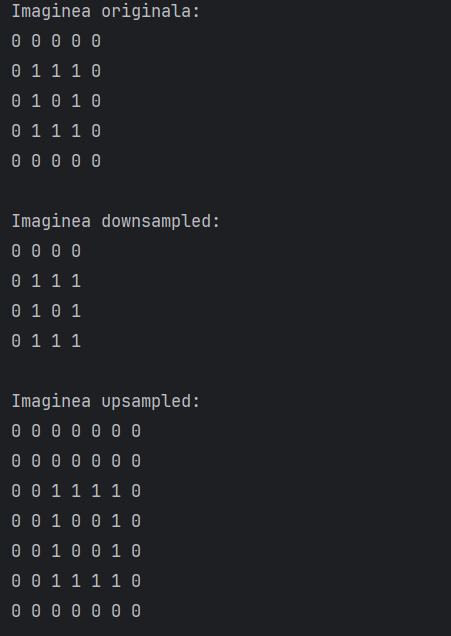 Imaginea originala:
0 0 0 0 0
0 1 1 1 0
0 1 0 1 0
0 1 1 1 0
0 0 0 0 0
Imaginea downsampled:
0 0 0 0
0 1 1 1
0 1 0 1
0 1 1 1
Imaginea upsampled:
0 0 0 0 0 0 0
0 0 0 0 0 0 0
0 0 1 1 1 1 0
0 0 1 0 0 1 0
0 0 1 0 0 1 0
0 0 1 1 1 1 0
0 0 0 0 0 0 0